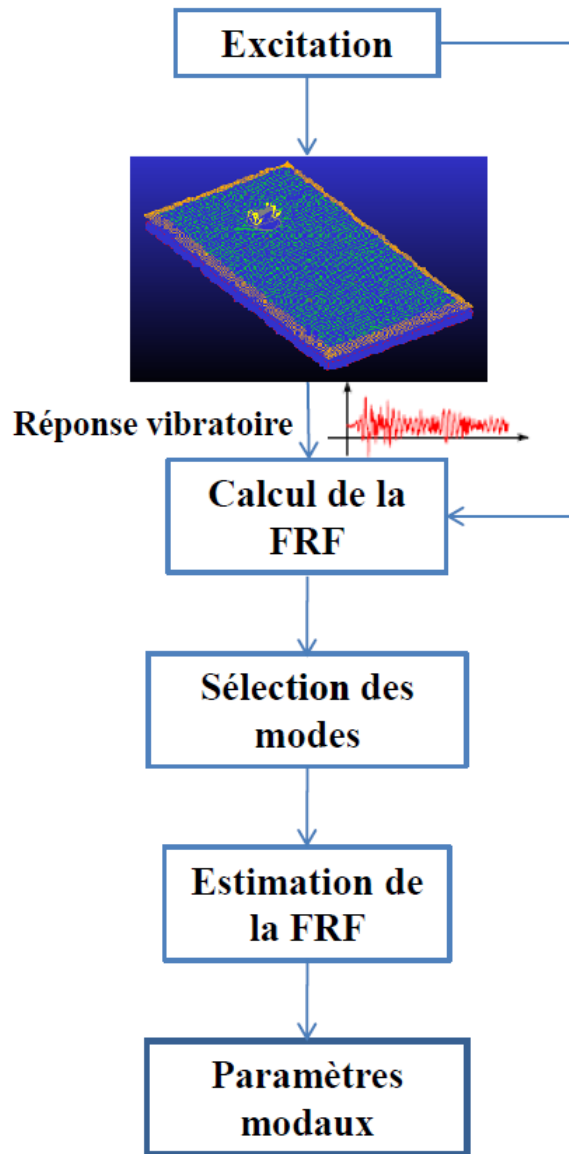 Excitation
Réponse vibratoire
Calcul de la
FRF
Sélection des
modes
Estimation de
la FRF
Paramètres
modaux